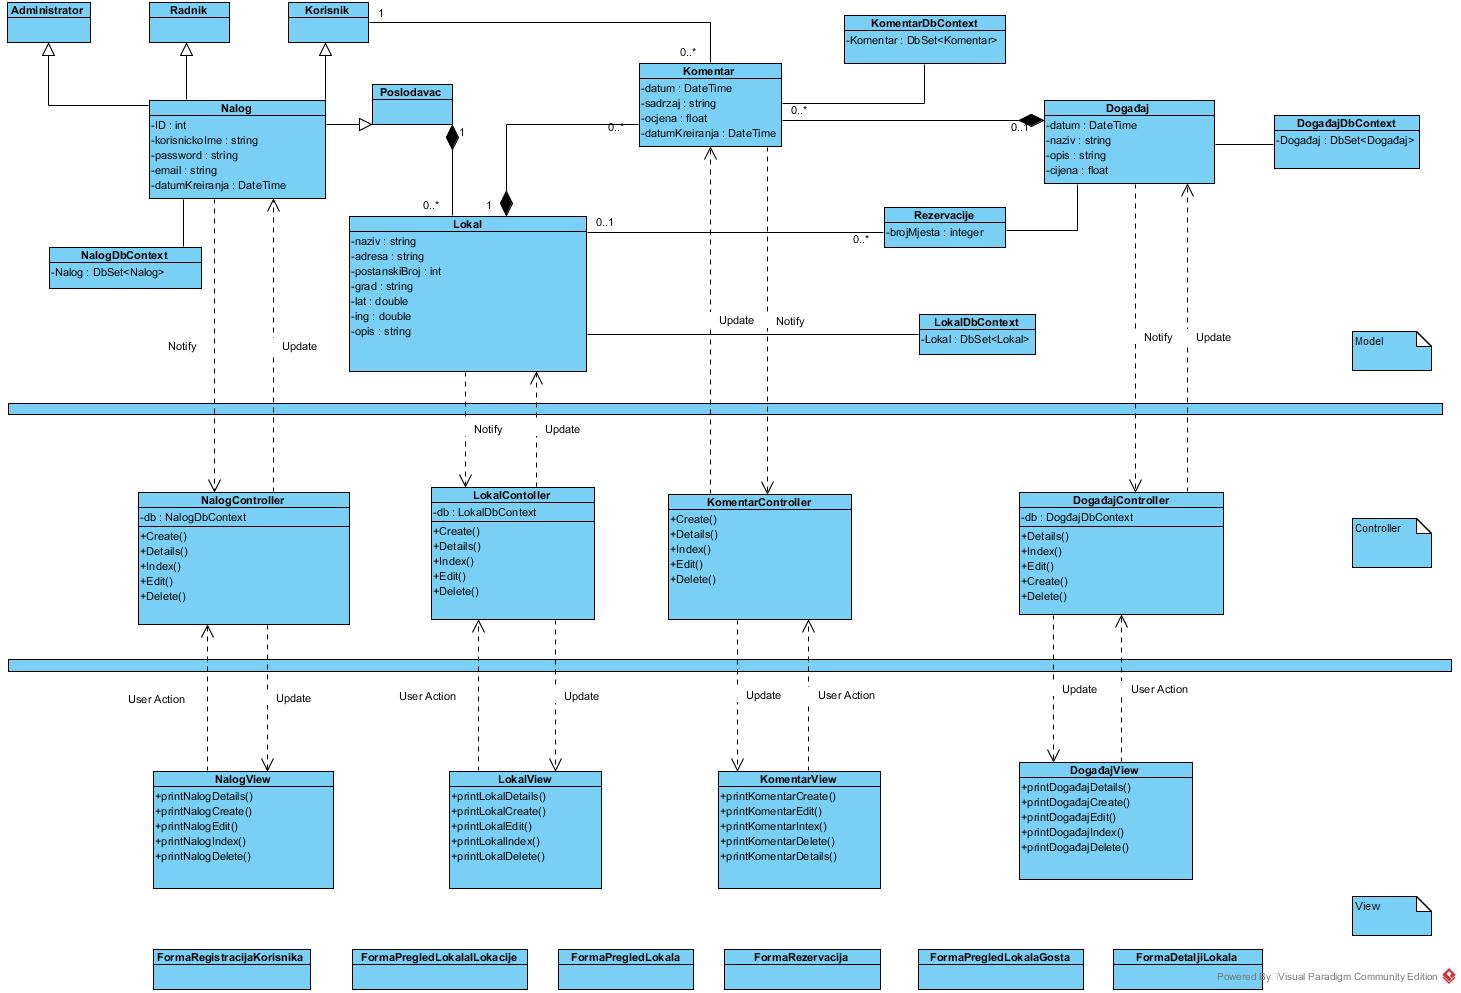 Administrator
Radnik
Korisnik
1
0..*
KomentarDbContext
-Komentar : DbSet<Komentar>
Poslodavac
1
Komentar
-datum : DateTime
-sadrzaj : string
-ocjena : float
-datumKreiranja : DateTime
0..*
0..*
0..1
Nalog
-ID : int
-korisnickoIme : string
-password : string
-email : string
-datumKreiranja : DateTime
Događaj
-datum : DateTime
-naziv : string
-opis : string
-cijena : float
DogađajDbContext
-Događaj : DbSet<Događaj>
0..*
1
NalogDbContext
-Nalog : DbSet<Nalog>
Lokal
-naziv : string
-adresa : string
-postanskiBroj : int
-grad : string
-lat : double
-lng : double
-opis : string
0..1
0..*
Rezervacije
-brojMjesta : integer
LokalDbContext
-Lokal : DbSet<Lokal>
Notify
Update
Update
Notify
Notify
Update
Model
Notify
Update
NalogController
-db : NalogDbContext
+Create()
+Details()
+Index()
+Edit()
+Delete()
LokalContoller
-db : LokalDbContext
+Create()
+Details()
+Index()
+Edit()
+Delete()
KomentarController
+Create()
+Details()
+Index()
+Edit()
+Delete()
DogađajController
-db : DogđajDbContext
+Details()
+Index()
+Edit()
+Create()
+Delete()
Controller
User Action
Update
User Action
Update
Update
User Action
Update
User Action
NalogView
+printNalogDetails()
+printNalogCreate()
+printNalogEdit()
+printNalogIndex()
+printNalogDelete()
LokalView
+printLokalDetails()
+printLokalCreate()
+printLokalEdit()
+printLokalIndex()
+printLokalDelete()
KomentarView
+printKomentarCreate()
+printKomentarEdit()
+printKomentarIntex()
+printKomentarDelete()
+printKomentarDetails()
DogađajView
+printDogađajDetails()
+printDogađajCreate()
+printDogađajEdit()
+printDogađajIndex()
+printDogađajDelete()
View
FormaRegistracijaKorisnika
FormaPregledLokalaILokacije
FormaPregledLokala
FormaRezervacija
FormaPregledLokalaGosta
FormaDetaljiLokala
Powered By Visual Paradigm Community Edition